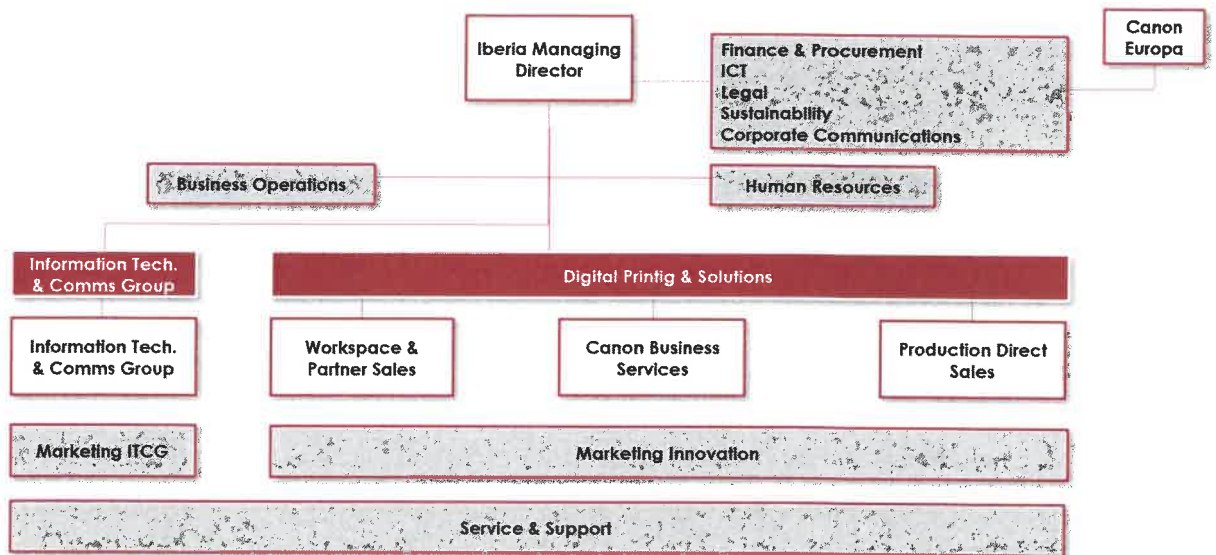 Iberia Managing
Director
Finance & Procurement
ICT
Legal
Sustainability
Corporate Communications
Canon
Europa
Business Operations
Human Resources
Information Tech.
& Comms Group
Digital Printig & Solutions
Information Tech.
& Comms Group
Workspace &
Partner Sales
Canon Business
Services
Production Direct
Sales
Marketing ITCG
Marketing Innovation
Service & Support